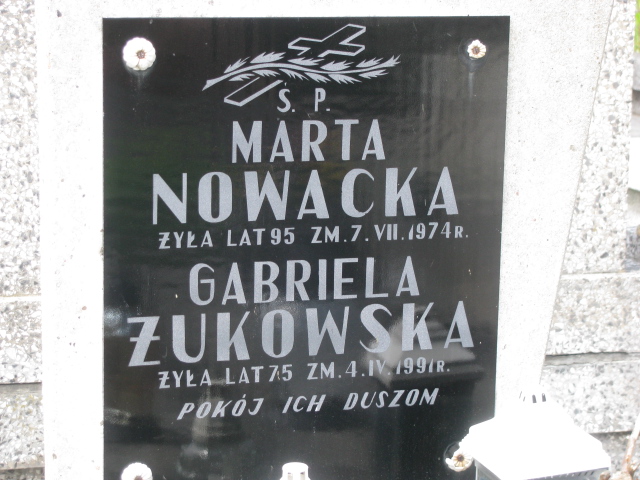 Ś. P.
MARTA
NOWACKA
ŻYŁA LAT 95 ZM. 7. VII. 1974 R.
GABRIELA
ŻUKOWSKA
ŻYŁA LAT 75 ZM. 4. IV. 1991 R.
POKÓJ ICH DUSZOM